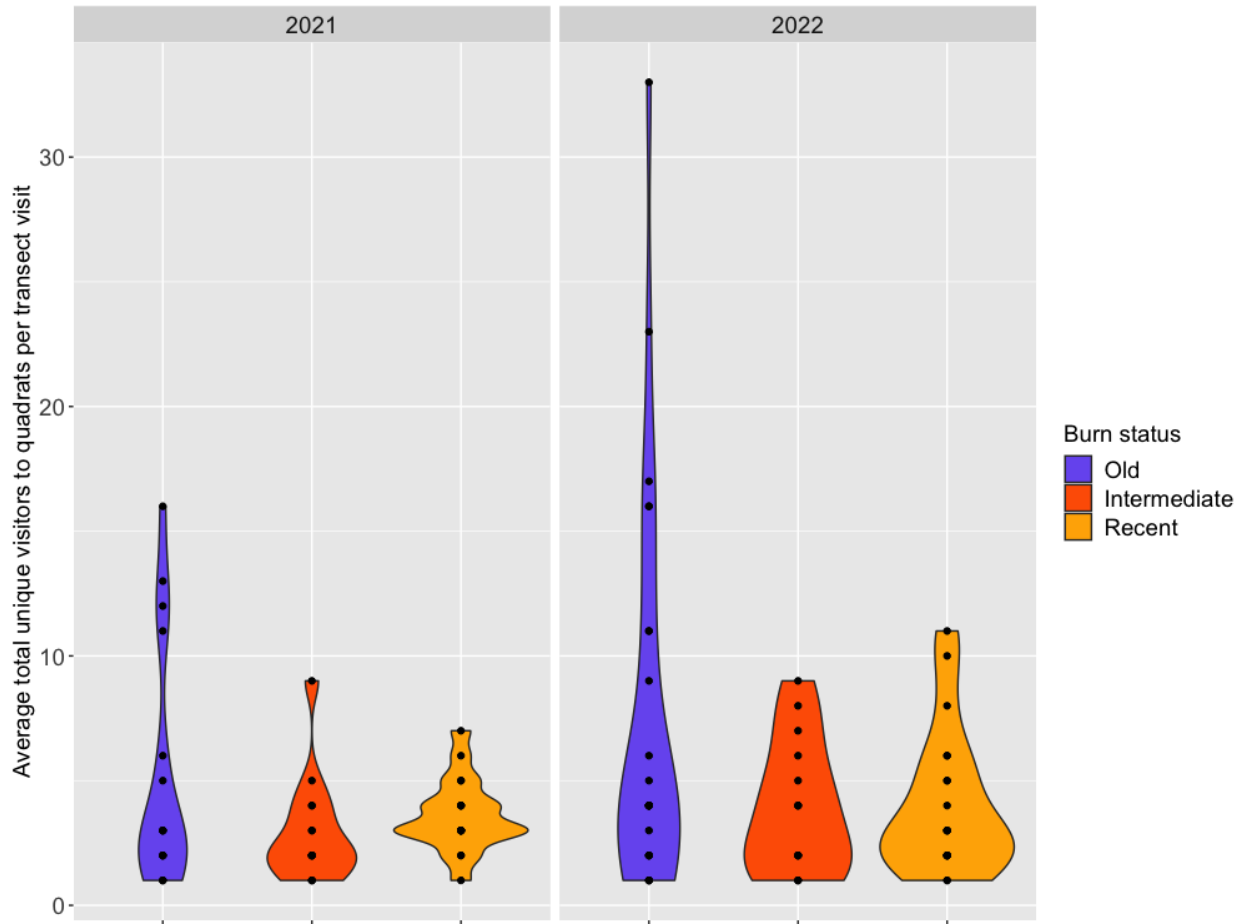 2021
2022
Average total unique visitors to quadrats per transect visit
30
20
10
0
Burn status
Old
Intermediate
Recent